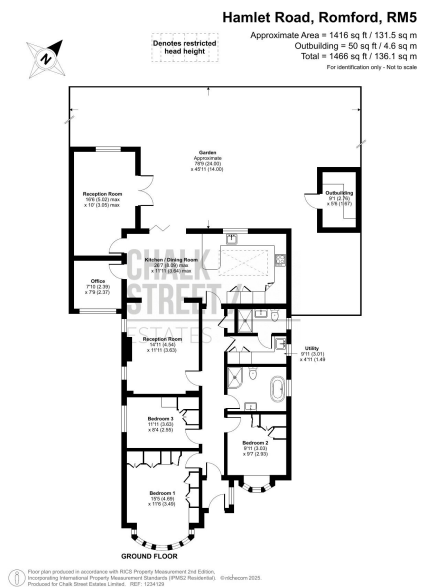 Hamlet Road, Romford, RM5
Approximate Area = 1416 sq ft / 131.5 sq m
Outbuilding = 50 sq ft / 4.6 sq m
Total = 1466 sq ft / 136.1 sq m
For identification only - Not to scale
Denotes restricted
head height
N
Garden
Approximate
78'9 (24.00)
x 45'11 (14.00)
Reception Room
16'6 (5.02) max
x 10' (3.05) max
Outbuilding
9'1 (2.76)
x 5'6 (1.67)
Kitchen / Dining Room
26'7 (8.09) max
x 11'11 (3.64) max
Office
7'10 (2.39)
x 7'9 (2.37)
CHALK
STREET
ESTATES
Utility
9'11 (3.01)
x 4'11 (1.49
Reception Room
14'11 (4.54)
x 11'11 (3.63)
Bedroom 3
11'11 (3.63)
x 8'4 (2.55)
Bedroom 2
9'11 (3.03)
x 9'7 (2.93)
Bedroom 1
15'5 (4.69)
x 11'6 (3.49)
GROUND FLOOR
Floor plan produced in accordance with RICS Property Measurement 2nd Edition,
Incorporating International Property Measurement Standards (IPMS2 Residential). ©nichecom 2025.
Produced for Chalk Street Estates Limited. REF: 1234129